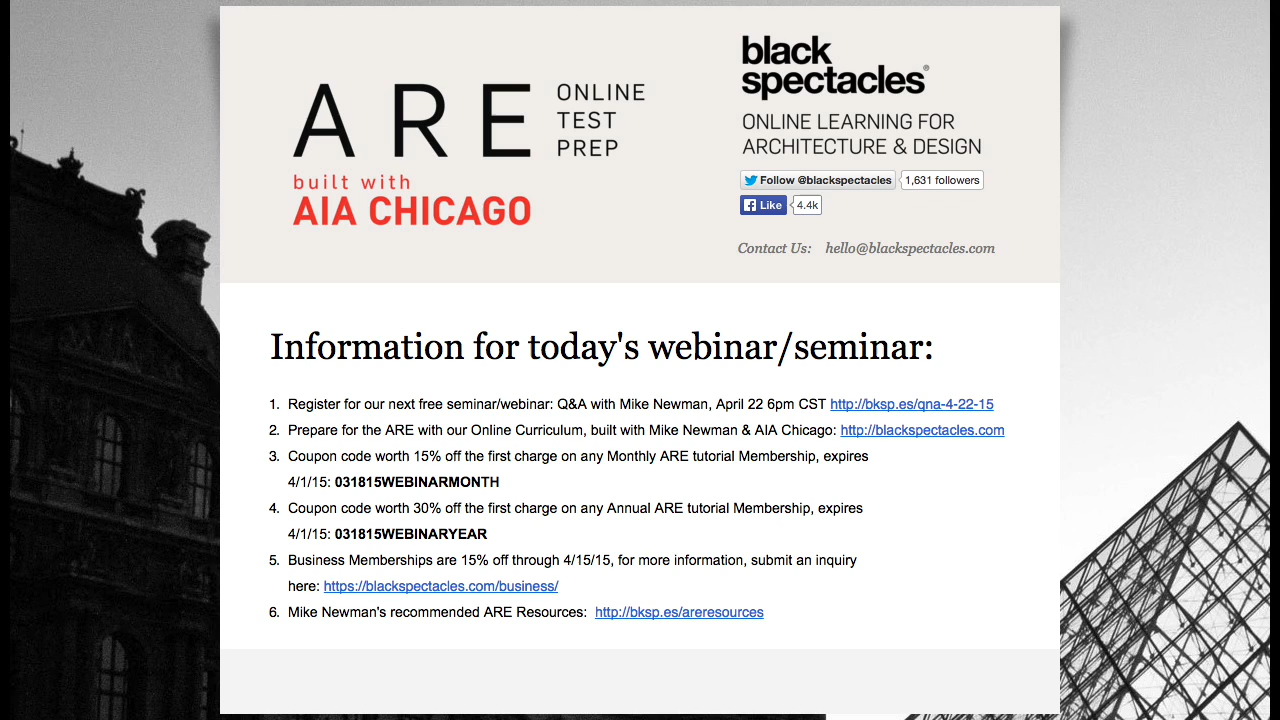 black
spectacles®
A R E ONLINE
TEST
PREP
ONLINE LEARNING FOR
ARCHITECTURE & DESIGN
built with
AIA CHICAGO
Follow @blackspectacles 1,631 followers
Like 4.4k
Contact Us: hello@blackspectacles.com
Information for today's webinar/seminar:
1. Register for our next free seminar/webinar: Q&A with Mike Newman, April 22 6pm CST http://bksp.es/qna-4-22-15
2. Prepare for the ARE with our Online Curriculum, built with Mike Newman & AIA Chicago: http://blackspectacles.com
3. Coupon code worth 15% off the first charge on any Monthly ARE tutorial Membership, expires
4/1/15: 031815WEBINARMONTH
4. Coupon code worth 30% off the first charge on any Annual ARE tutorial Membership, expires
4/1/15: 031815WEBINARYEAR
5. Business Memberships are 15% off through 4/15/15, for more information, submit an inquiry
here: https://blackspectacles.com/business/
6. Mike Newman's recommended ARE Resources: http://bksp.es/areresources